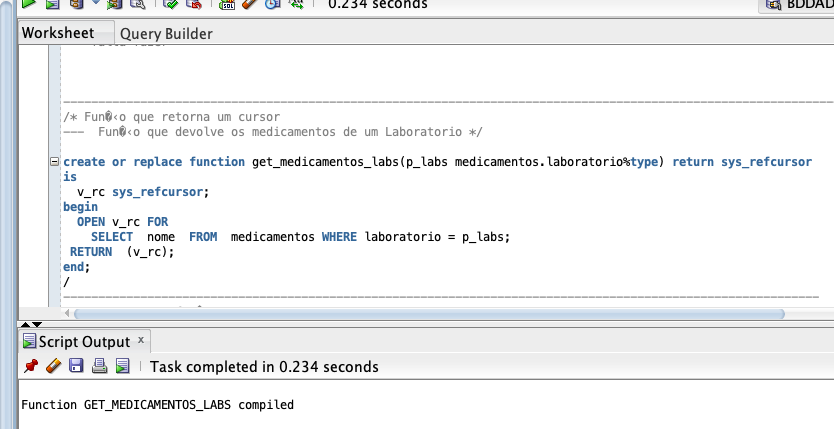 0.234 seconds
BDDAD
Worksheet Query Builder
/* Fun�‹o que retorna um cursor
--- Fun�‹o que devolve os medicamentos de um Laboratorio */
create or replace function get_medicamentos_labs(p_labs medicamentos.laboratorio%type) return sys_refcursor
is
v_rc sys_refcursor;
begin
OPEN v_rc FOR
SELECT nome FROM medicamentos WHERE laboratorio = p_labs;
RETURN (v_rc);
end;
/
Script Output x
Task completed in 0.234 seconds
Function GET_MEDICAMENTOS_LABS compiled